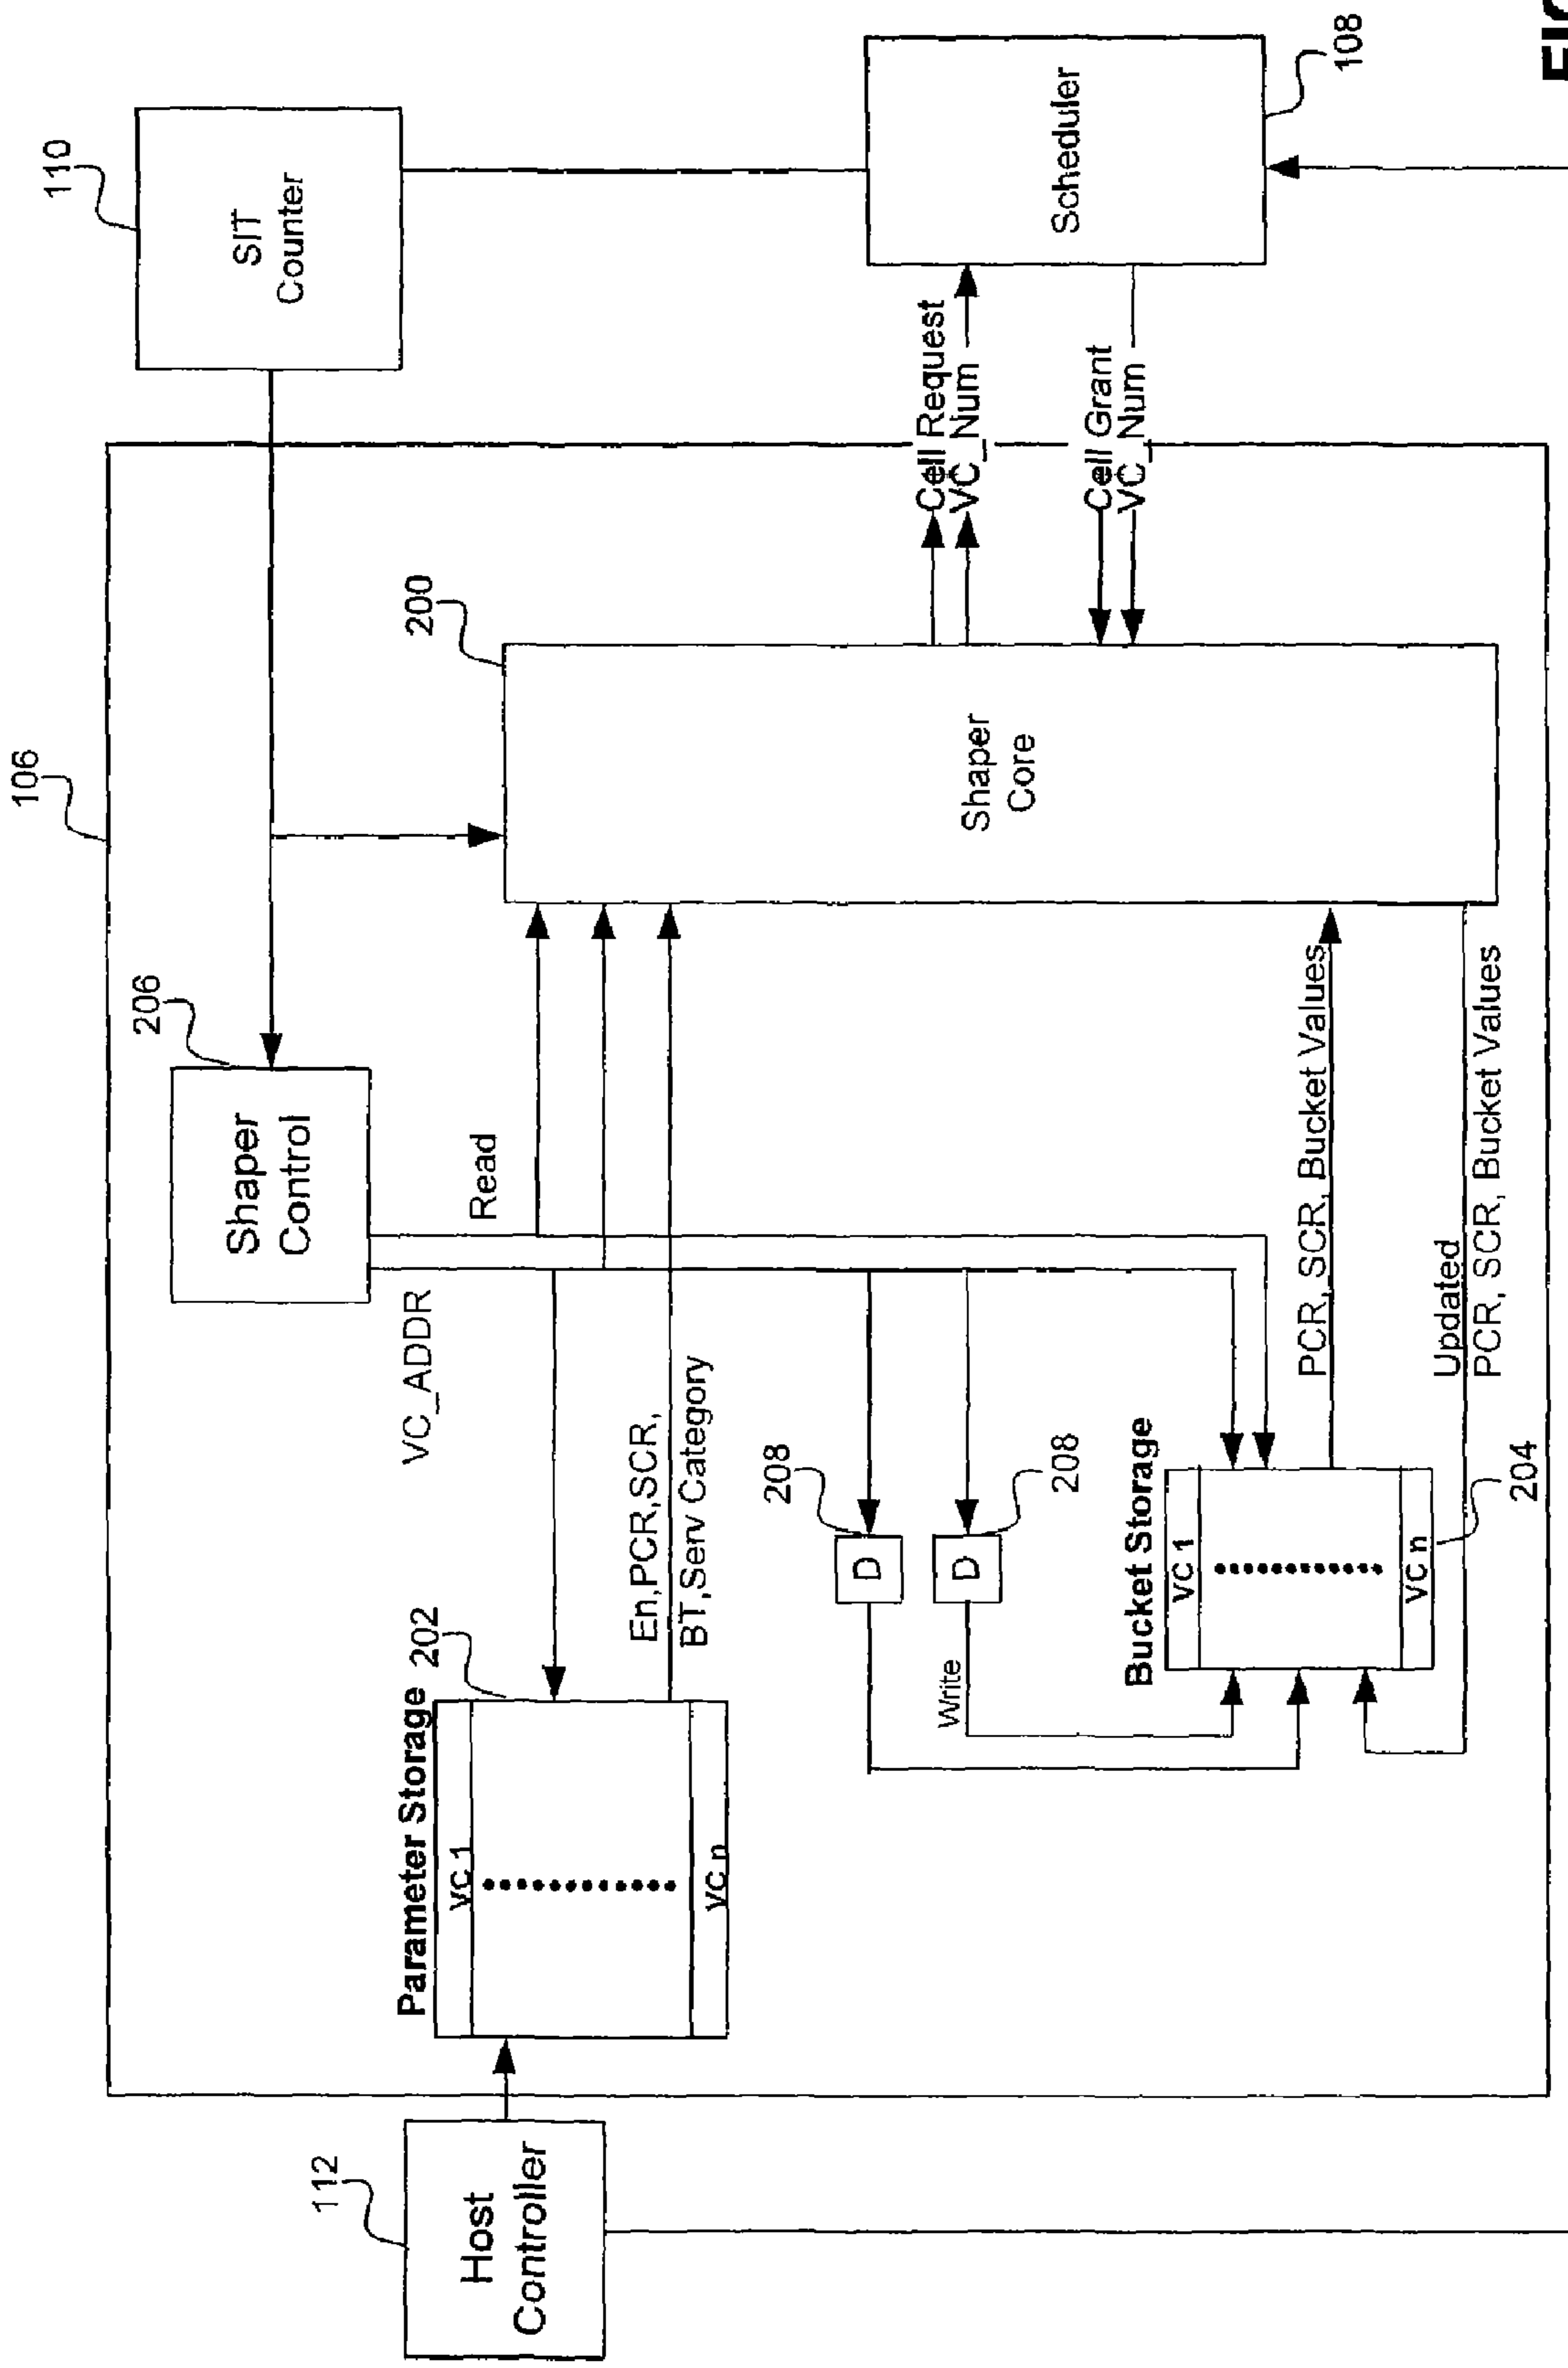 106
110
SIT
Counter
206
Shaper
Control
112
Host
Controller
Parameter Storage
202
VC 1
VC n
VC_ADDR
Read
En,PCR,SCR,
BT,Serv Category
200
Shaper
Core
Cell Request
VC_Num
Cell Grant
VC_Num
Scheduler
108
208
D
D
208
Write
Bucket Storage
VC 1
VC n
204
PCR, SCR, Bucket Values
Updated
PCR, SCR, Bucket Values